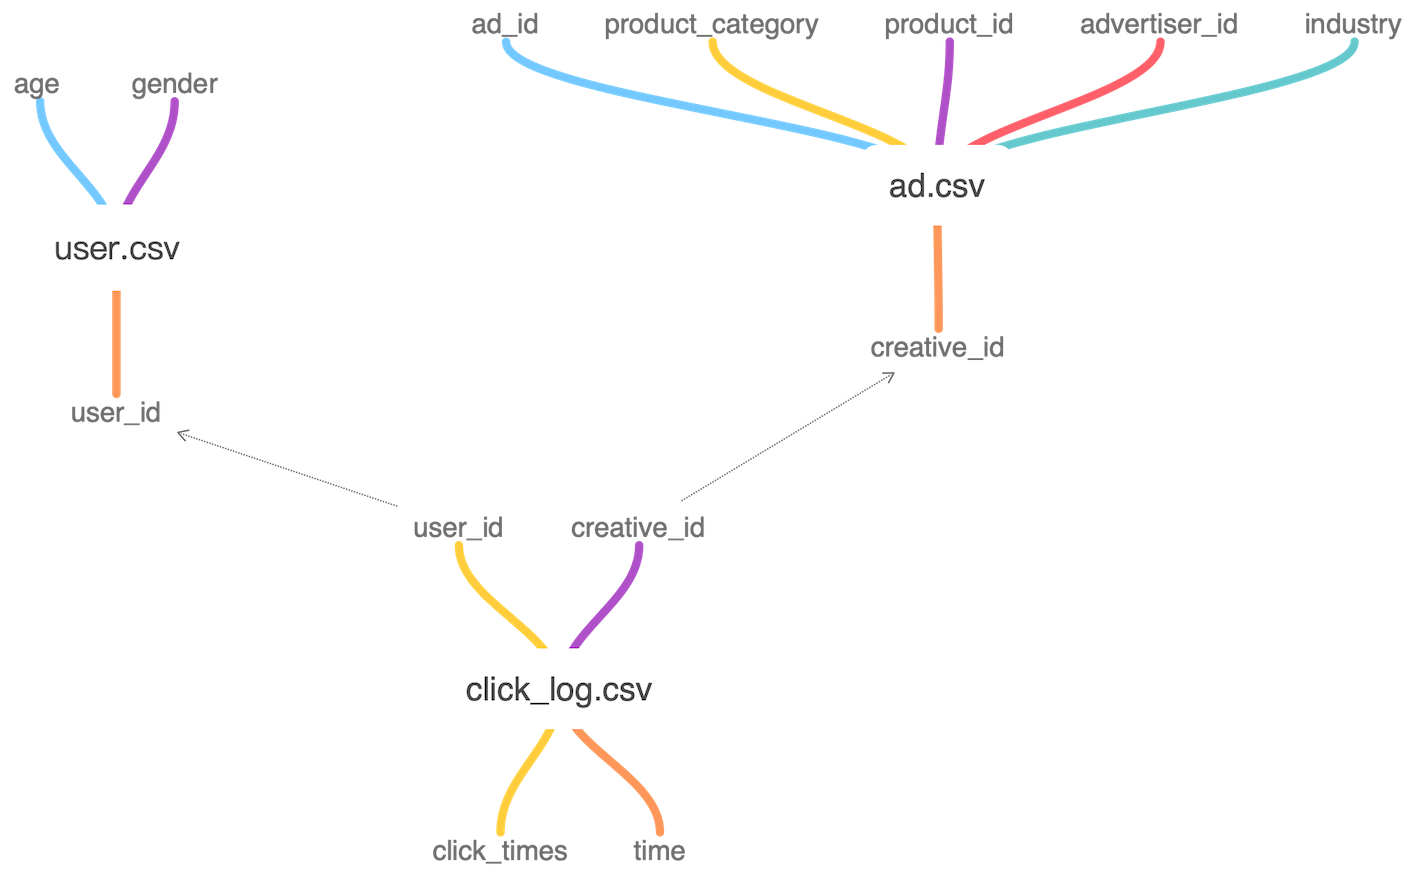 ad_id product_category product_id advertiser_id industry
age gender
ad.csv
user.csv
creative_id
user_id
user_id creative_id
click_log.csv
click_times time